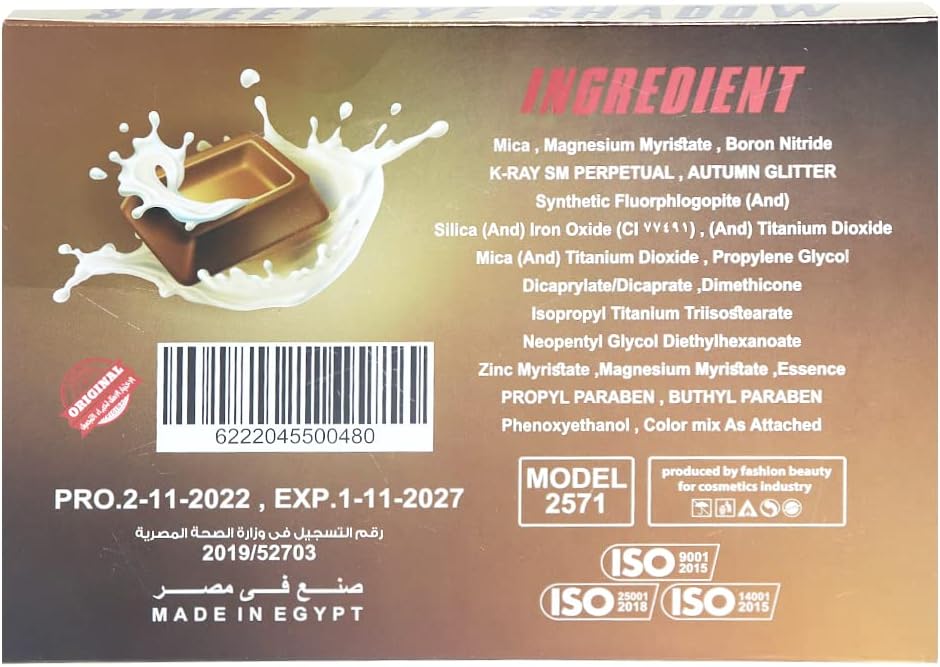 SWEET EYE SHADOW
INGREDIENT
Mica , Magnesium Myristate , Boron Nitride
K-RAY SM PERPETUAL , AUTUMN GLITTER
Synthetic Fluorphlogopite (And)
Silica (And) Iron Oxide (CI ٧٧٤٩١) , (And) Titanium Dioxide
Mica (And) Titanium Dioxide , Propylene Glycol
Dicaprylate/Dicaprate ,Dimethicone
Isopropyl Titanium Triisostearate
Neopentyl Glycol Diethylhexanoate
Zinc Myristate ,Magnesium Myristate ,Essence
PROPYL PARABEN , BUTHYL PARABEN
Phenoxyethanol , Color mix As Attached
ORIGINAL
6222045500480
PRO.2-11-2022 , EXP.1-11-2027
رقم التسجيل فى وزارة الصحة المصرية
2019/52703
صنع فى مصر
MADE IN EGYPT
MODEL
2571
produced by fashion beauty
for cosmetics industry
ISO 9001
2015
ISO 25001
2018
ISO 14001
2015